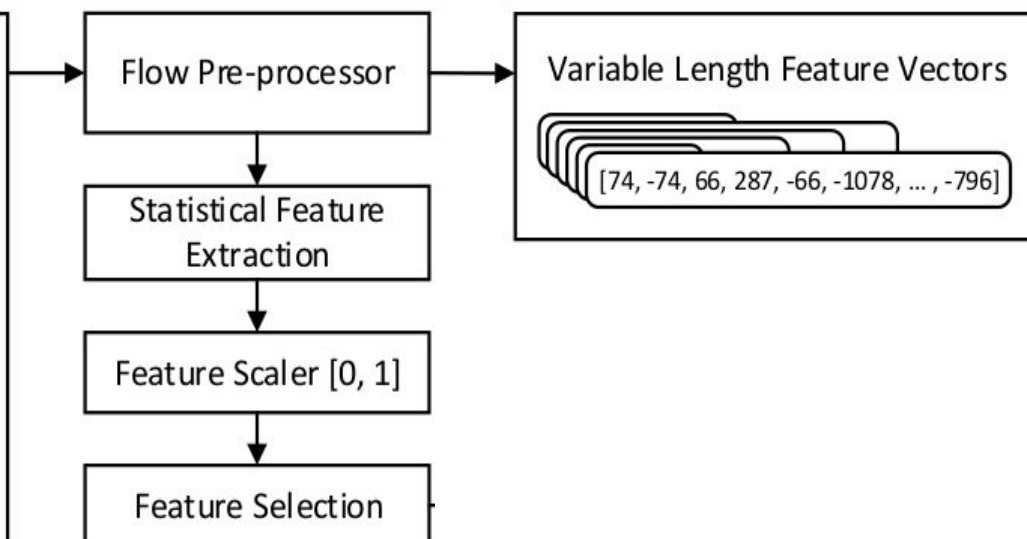 Flow Pre-processor
Variable Length Feature Vectors
[74, -74, 66, 287, -66, -1078, ... , -796]
Statistical Feature
Extraction
Feature Scaler [0, 1]
Feature Selection